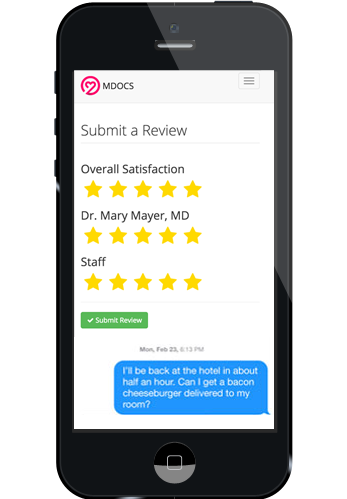 MDOCS
Submit a Review
Overall Satisfaction
Dr. Mary Mayer, MD
Staff
Submit Review
Mon, Feb 23, 8:13 PM
I'll be back at the hotel in about
half an hour. Can I get a bacon
cheeseburger delivered to my
room?